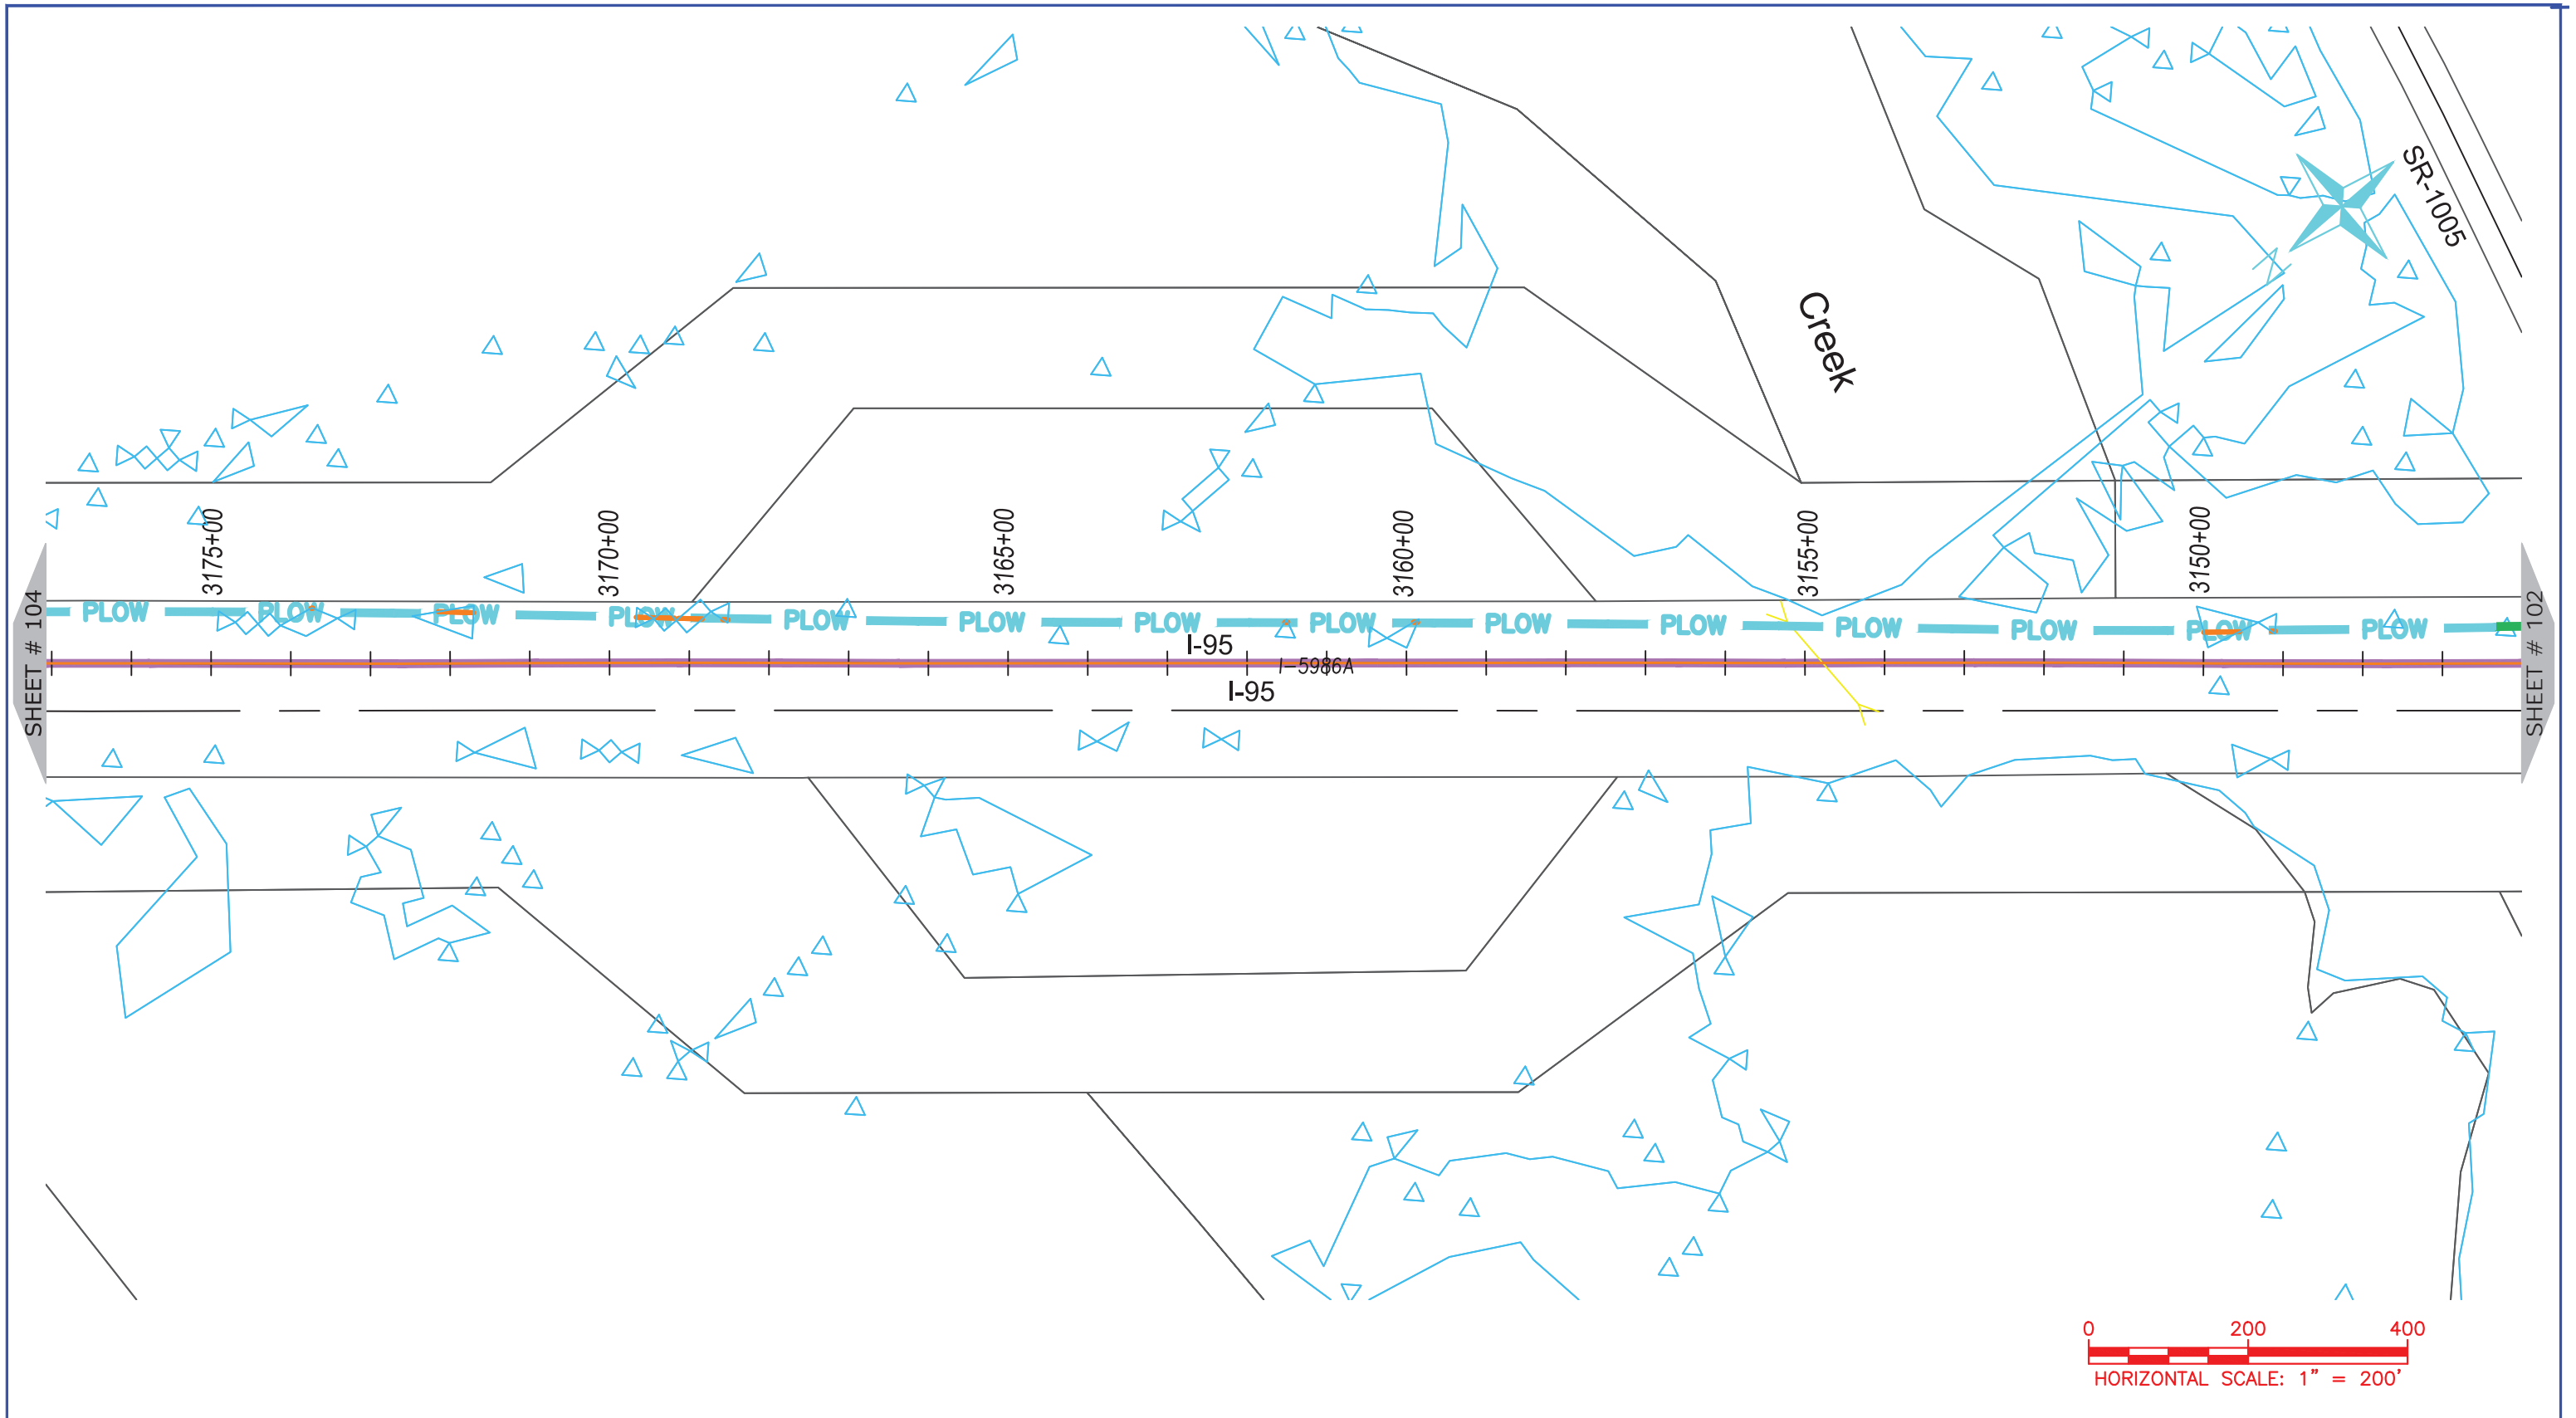 SR-1005
Creek
3175+00
3170+00
3165+00
3160+00
3155+00
3150+00
SHEET # 104
PLOW PLOW PLOW PLOW PLOW PLOW PLOW PLOW PLOW PLOW PLOW PLOW PLOW PLOW
SHEET # 102
I-95
I-5986A
I-95
0 200 400
HORIZONTAL SCALE: 1" = 200'